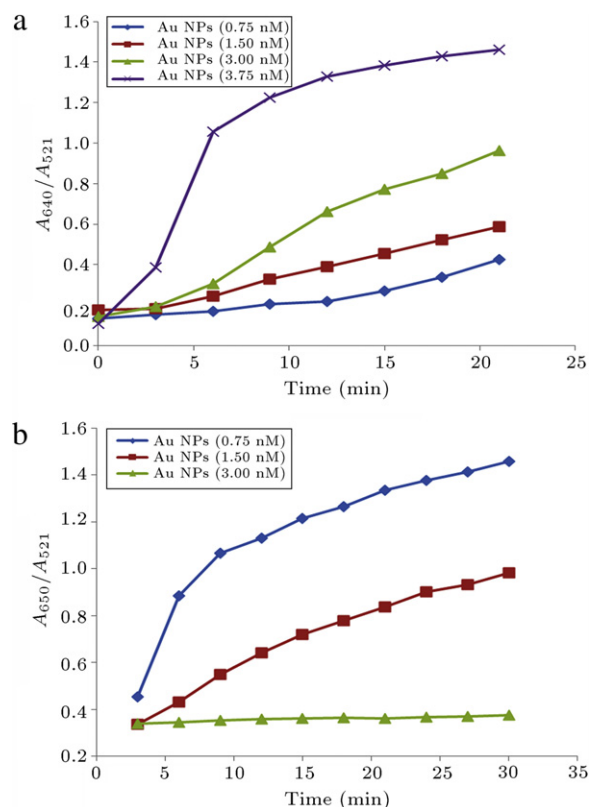 a
1.6
1.4
1.2
1.0
0.8
0.6
0.4
0.2
0.0
A640/A521
Au NPs (0.75 nM)
Au NPs (1.50 nM)
Au NPs (3.00 nM)
Au NPs (3.75 nM)
0 5 10 15 20 25
Time (min)
b
1.6
1.4
1.2
1.0
0.8
0.6
0.4
0.2
A650/A521
Au NPs (0.75 nM)
Au NPs (1.50 nM)
Au NPs (3.00 nM)
0 5 10 15 20 25 30 35
Time (min)